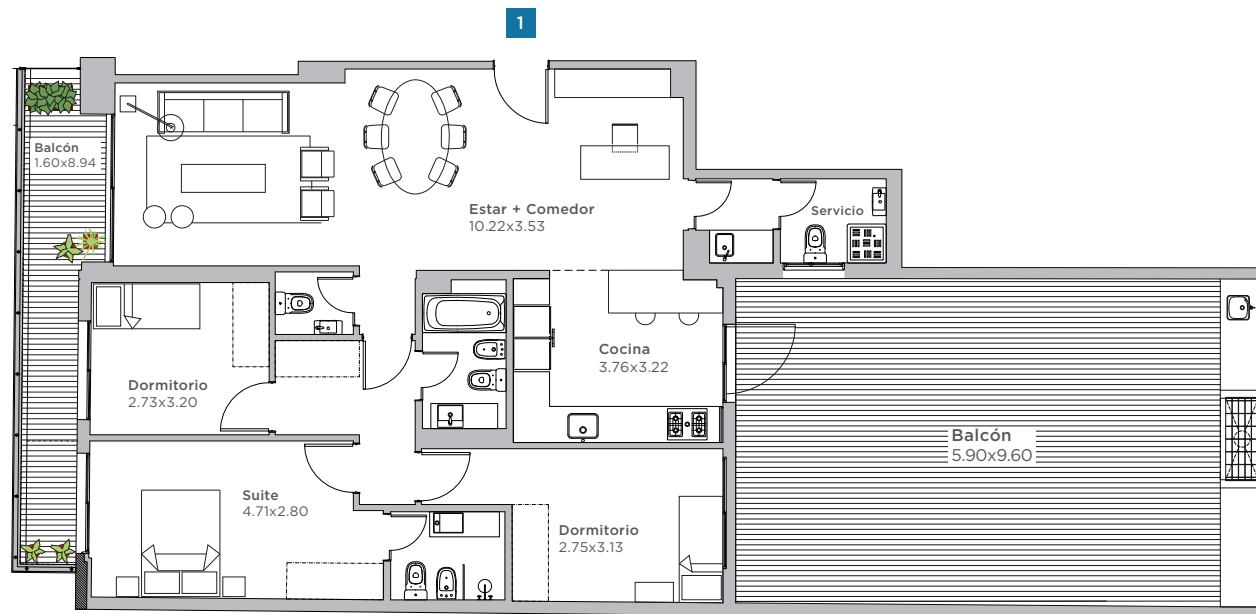 1
Balcón
1.60x8.94
Estar + Comedor
10.22x3.53
Servicio
Dormitorio
2.73x3.20
Cocina
3.76x3.22
Balcón
5.90x9.60
Suite
4.71x2.80
Dormitorio
2.75x3.13